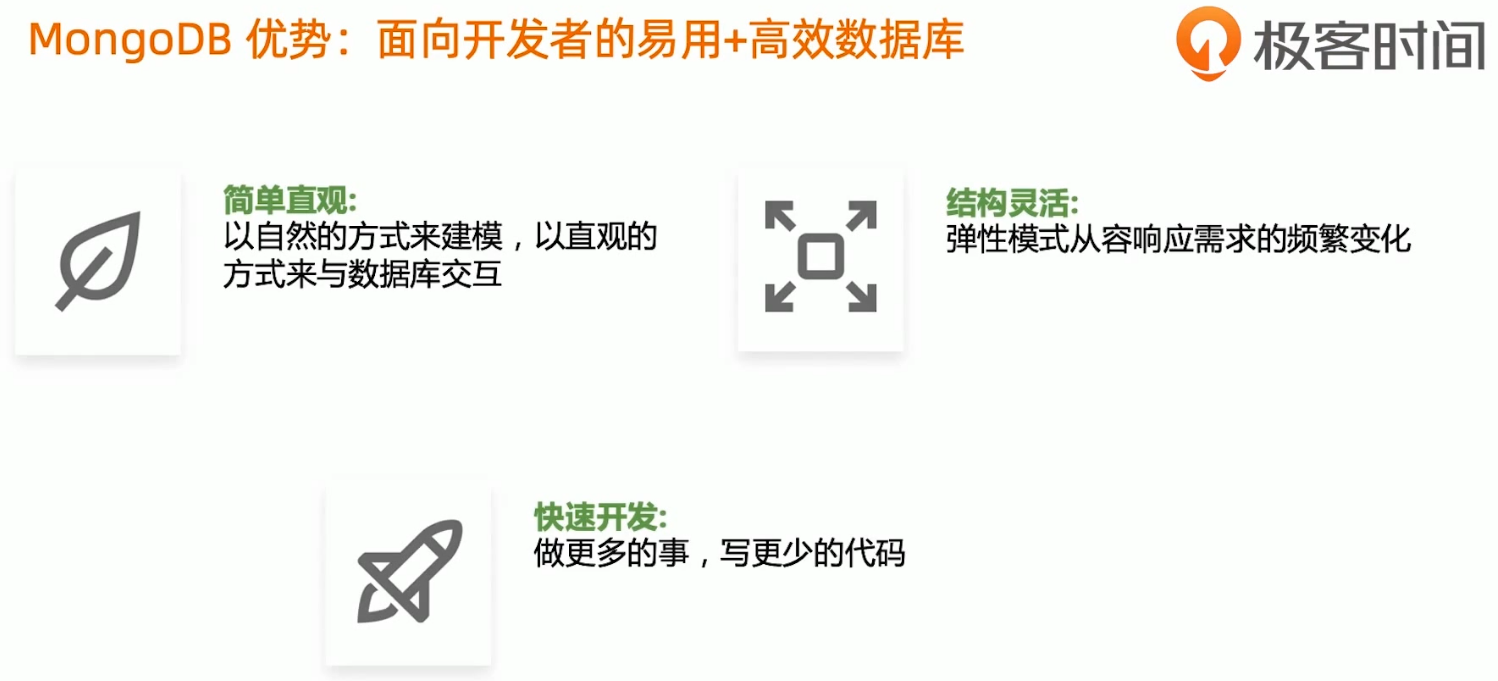 MongoDB 优势：面向开发者的易用+高效数据库
极客时间
简单直观:
以自然的方式来建模，以直观的
方式来与数据库交互
结构灵活:
弹性模式从容响应需求的频繁变化
快速开发:
做更多的事，写更少的代码